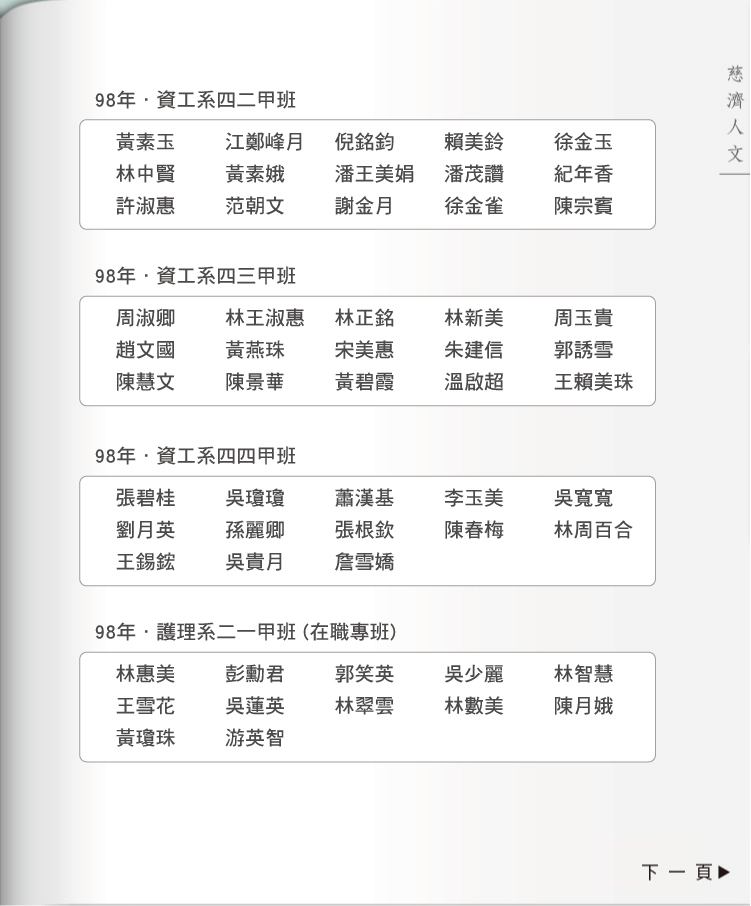 慈濟人文
98年‧資工系四二甲班
黃素玉 江鄭峰月 倪銘鈞 賴美鈴 徐金玉
林中賢 黃素娥 潘王美娟 潘茂讚 紀年香
許淑惠 范朝文 謝金月 徐金雀 陳宗賓
98年‧資工系四三甲班
周淑卿 林王淑惠 林正銘 林新美 周玉貴
趙文國 黃燕珠 宋美惠 朱建信 郭誘雪
陳慧文 陳景華 黃碧霞 溫啟超 王賴美珠
98年‧資工系四四甲班
張碧桂 吳瓊瓊 蕭漢基 李玉美 吳寬寬
劉月英 孫麗卿 張根欽 陳春梅 林周百合
王錫鋐 吳貴月 詹雪嬌
98年‧護理系二一甲班(在職專班)
林惠美 彭勳君 郭笑英 吳少麗 林智慧
王雪花 吳蓮英 林翠雲 林數美 陳月娥
黃瓊珠 游英智
下一頁▶